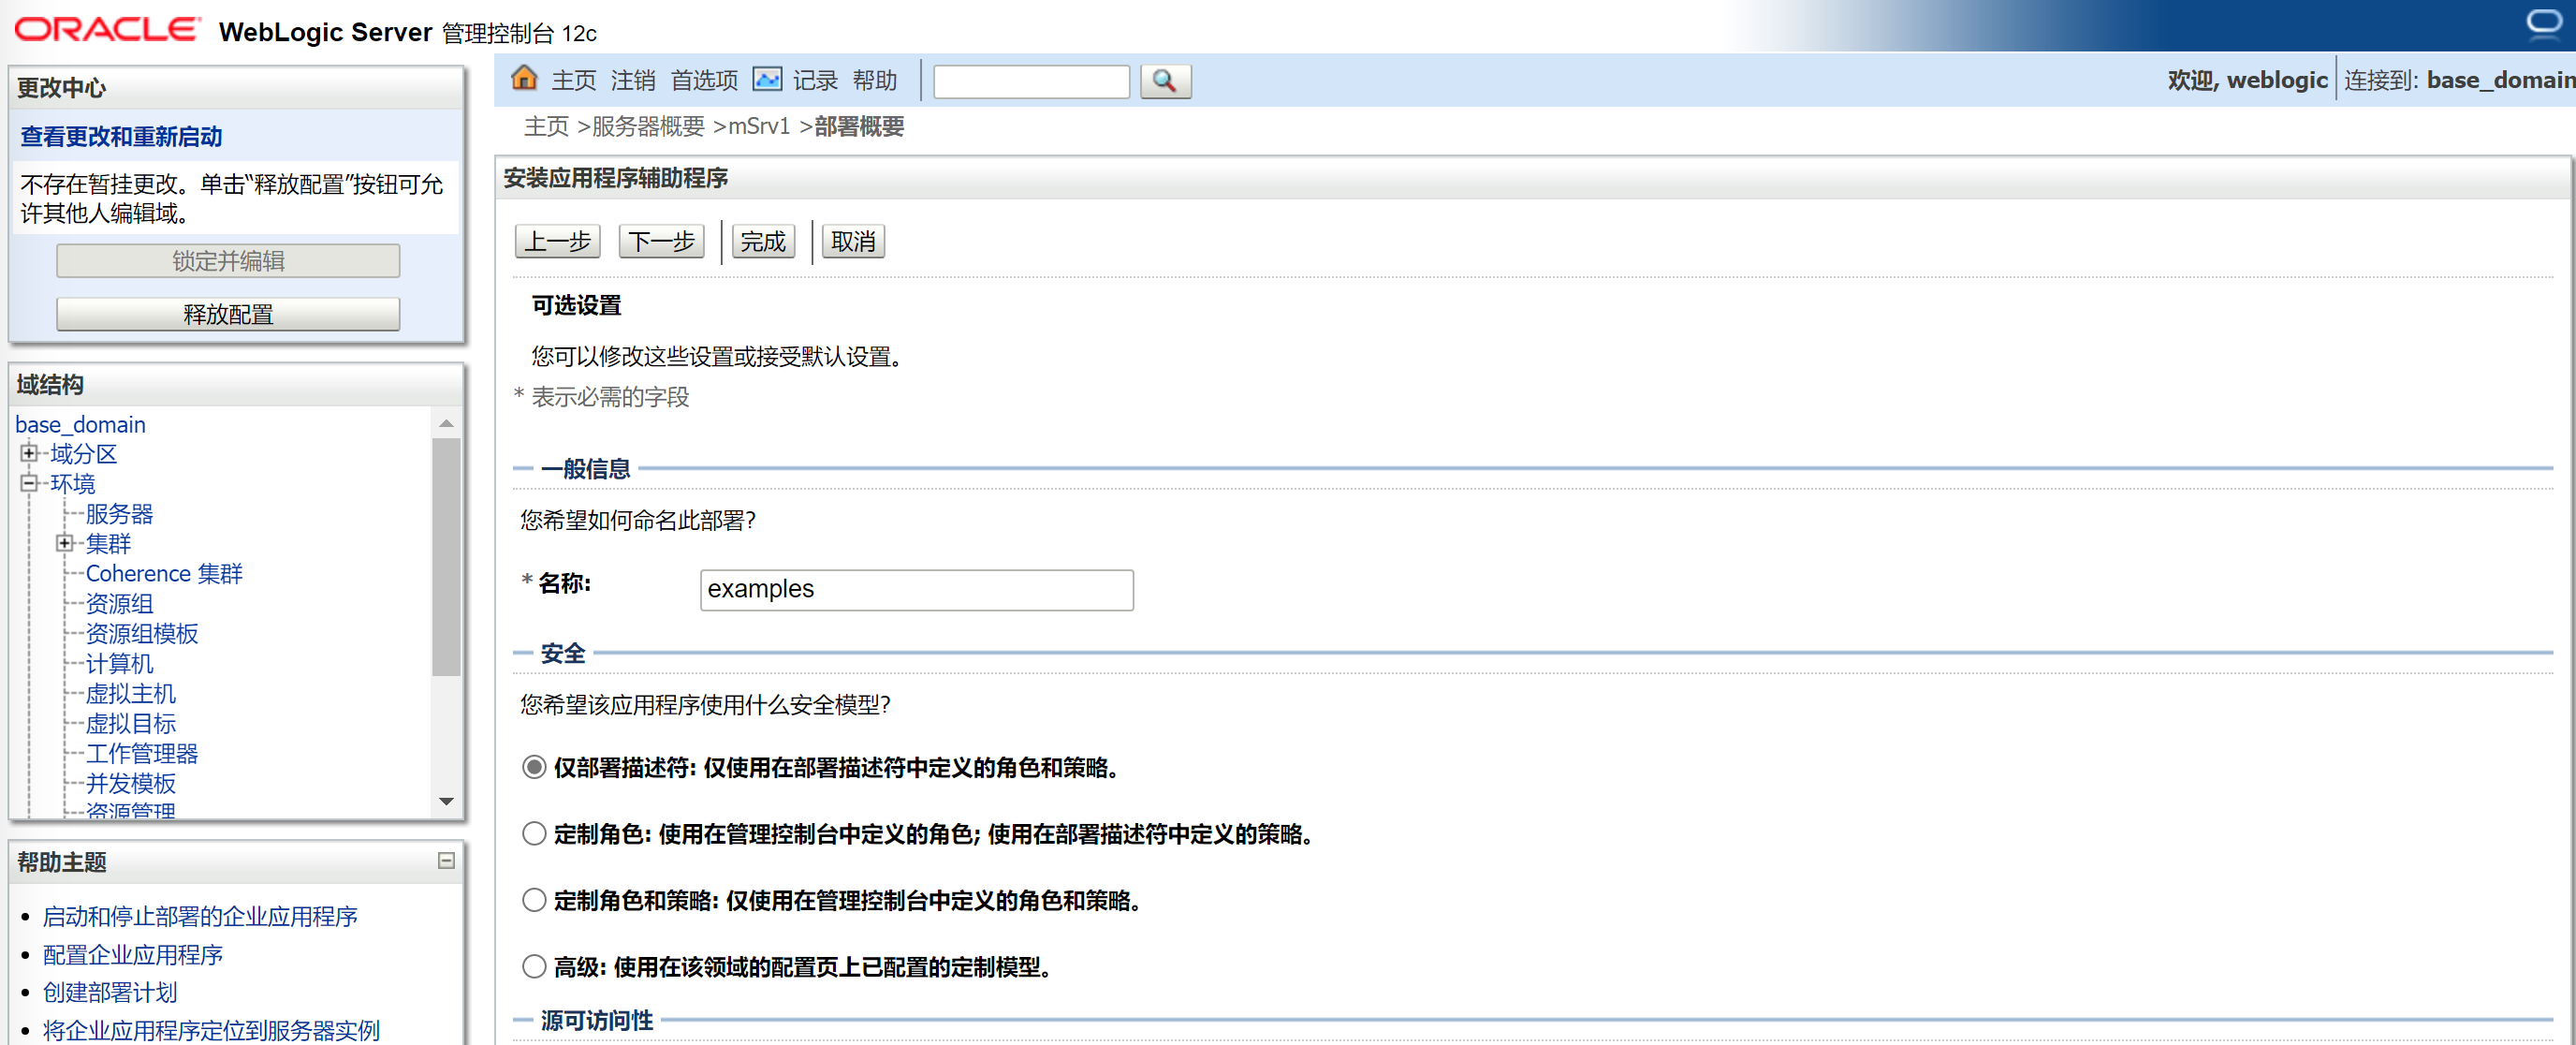 ORACLE WebLogic Server 管理控制台 12c
更改中心
查看更改和重新启动
不存在暂挂更改。单击“释放配置”按钮可允
许其他人编辑域。
锁定并编辑
释放配置
域结构
base_domain
域分区
环境
服务器
集群
Coherence 集群
资源组
资源组模板
计算机
虚拟主机
虚拟目标
工作管理器
并发模板
资源管理
帮助主题
启动和停止部署的企业应用程序
配置企业应用程序
创建部署计划
将企业应用程序定位到服务器实例
主页 注销 首选项 记录 帮助
欢迎, weblogic 连接到: base_domain
主页 >服务器概要 >mSrv1 >部署概要
安装应用程序辅助程序
上一步 下一步 完成 取消
可选设置
您可以修改这些设置或接受默认设置。
* 表示必需的字段
一般信息
您希望如何命名此部署?
* 名称: examples
安全
您希望该应用程序使用什么安全模型?
仅部署描述符: 仅使用在部署描述符中定义的角色和策略。
定制角色: 使用在管理控制台中定义的角色; 使用在部署描述符中定义的策略。
定制角色和策略: 仅使用在管理控制台中定义的角色和策略。
高级: 使用在该领域的配置页上已配置的定制模型。
源可访问性